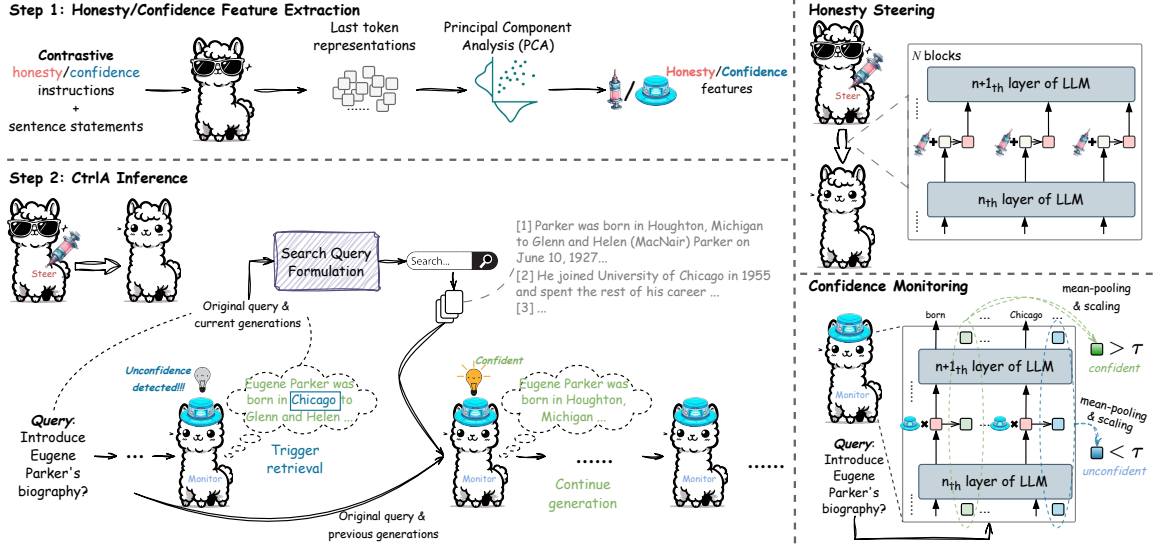 Step 1: Honesty/Confidence Feature Extraction
Contrastive
honesty/confidence
instructions
+
sentence statements
Last token
representations
......
Principal Component
Analysis (PCA)
/
Honesty/Confidence
features
Step 2: CtrlA Inference
Steer
Search Query
Formulation
Search...
Original query &
current generations
[1] Parker was born in Houghton, Michigan
to Glenn and Helen (MacNair) Parker on
June 10, 1927...
[2] He joined University of Chicago in 1955
and spent the rest of his career ...
[3] ...
Query:
Introduce
Eugene
Parker's
biography?
...
Unconfidence
detected!!!
Eugene Parker was
born in Chicago to
Glenn and Helen ...
Monitor
Trigger
retrieval
Confident
Eugene Parker was
born in Houghton,
Michigan ...
Monitor
......
Continue
generation
Monitor
......
Original query &
previous generations
Honesty Steering
Steer
N blocks
n+1th layer of LLM
+ + +
nth layer of LLM
Confidence Monitoring
mean-pooling
& scaling
born ...... Chicago ...
...
> τ
confident
n+1th layer of LLM
Monitor
× ... ×
mean-pooling
& scaling
< τ
unconfident
nth layer of LLM
...
Query:
Introduce
Eugene
Parker's
biography?